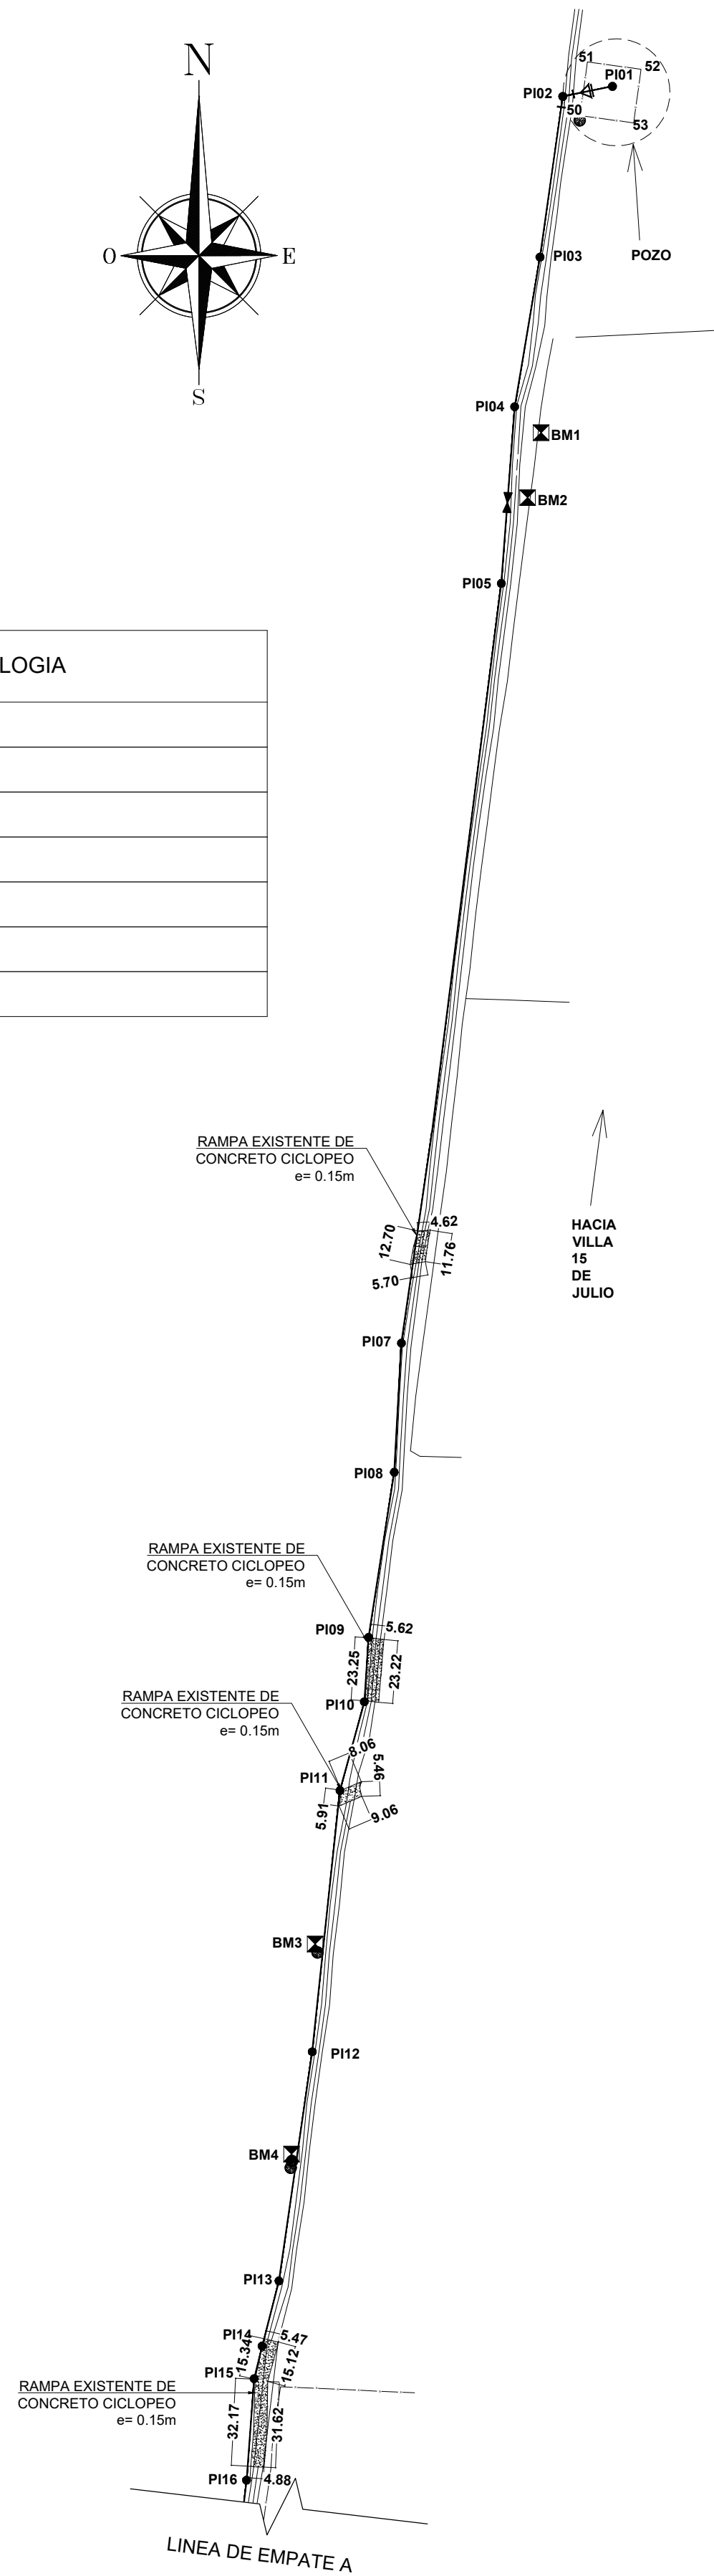 N
O
E
S
51
52
PI01
PI02
50
53
POZO
PI03
PI04
BM1
BM2
PI05
LOGIA
RAMPA EXISTENTE DE
CONCRETO CICLOPEO
e= 0.15m
4.62
12.70
11.76
5.70
HACIA
VILLA
15
DE
JULIO
PI07
PI08
RAMPA EXISTENTE DE
CONCRETO CICLOPEO
e= 0.15m
PI09
5.62
23.25
23.22
PI10
RAMPA EXISTENTE DE
CONCRETO CICLOPEO
e= 0.15m
8.06
5.46
PI11
5.91
9.06
BM3
PI12
BM4
PI13
PI14
5.47
15.34
15.12
PI15
RAMPA EXISTENTE DE
CONCRETO CICLOPEO
e= 0.15m
32.17
31.62
PI16
4.88
LINEA DE EMPATE A